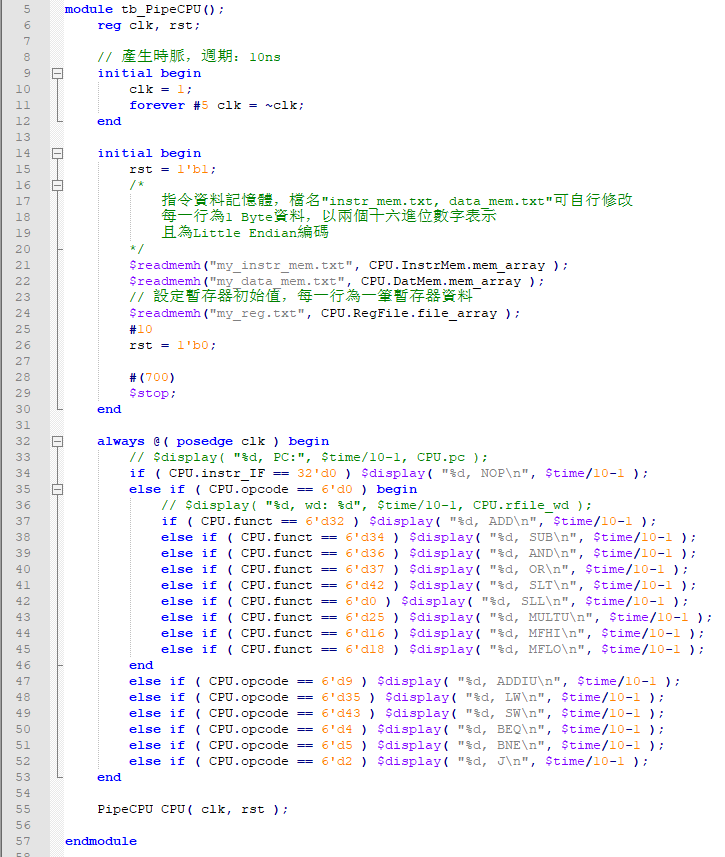 5 module tb_PipeCPU();
6     reg clk, rst;
7
8     // 產生時脈，週期：10ns
9     initial begin
10         clk = 1;
11         forever #5 clk = ~clk;
12     end
13
14     initial begin
15         rst = 1'b1;
16         /*
17             指令資料記憶體，檔名"instr_mem.txt, data_mem.txt"可自行修改
18             每一行為1 Byte資料，以兩個十六進位數字表示
19             且為Little Endian編碼
20         */
21         $readmemh("my_instr_mem.txt", CPU.InstrMem.mem_array );
22         $readmemh("my_data_mem.txt", CPU.DatMem.mem_array );
23         // 設定暫存器初始值，每一行為一筆暫存器資料
24         $readmemh("my_reg.txt", CPU.RegFile.file_array );
25         #10
26         rst = 1'b0;
27
28         #(700)
29         $stop;
30     end
31
32     always @( posedge clk ) begin
33         // $display( "%d, PC:", $time/10-1, CPU.pc );
34         if ( CPU.instr_IF == 32'd0 ) $display( "%d, NOP\n", $time/10-1 );
35         else if ( CPU.opcode == 6'd0 ) begin
36             // $display( "%d, wd: %d", $time/10-1, CPU.rfile_wd );
37             if ( CPU.funct == 6'd32 ) $display( "%d, ADD\n", $time/10-1 );
38             else if ( CPU.funct == 6'd34 ) $display( "%d, SUB\n", $time/10-1 );
39             else if ( CPU.funct == 6'd36 ) $display( "%d, AND\n", $time/10-1 );
40             else if ( CPU.funct == 6'd37 ) $display( "%d, OR\n", $time/10-1 );
41             else if ( CPU.funct == 6'd42 ) $display( "%d, SLT\n", $time/10-1 );
42             else if ( CPU.funct == 6'd0 ) $display( "%d, SLL\n", $time/10-1 );
43             else if ( CPU.funct == 6'd25 ) $display( "%d, MULTU\n", $time/10-1 );
44             else if ( CPU.funct == 6'd16 ) $display( "%d, MFHI\n", $time/10-1 );
45             else if ( CPU.funct == 6'd18 ) $display( "%d, MFLO\n", $time/10-1 );
46         end
47         else if ( CPU.opcode == 6'd9 ) $display( "%d, ADDIU\n", $time/10-1 );
48         else if ( CPU.opcode == 6'd35 ) $display( "%d, LW\n", $time/10-1 );
49         else if ( CPU.opcode == 6'd43 ) $display( "%d, SW\n", $time/10-1 );
50         else if ( CPU.opcode == 6'd4 ) $display( "%d, BEQ\n", $time/10-1 );
51         else if ( CPU.opcode == 6'd5 ) $display( "%d, BNE\n", $time/10-1 );
52         else if ( CPU.opcode == 6'd2 ) $display( "%d, J\n", $time/10-1 );
53     end
54
55     PipeCPU CPU( clk, rst );
56
57 endmodule
58